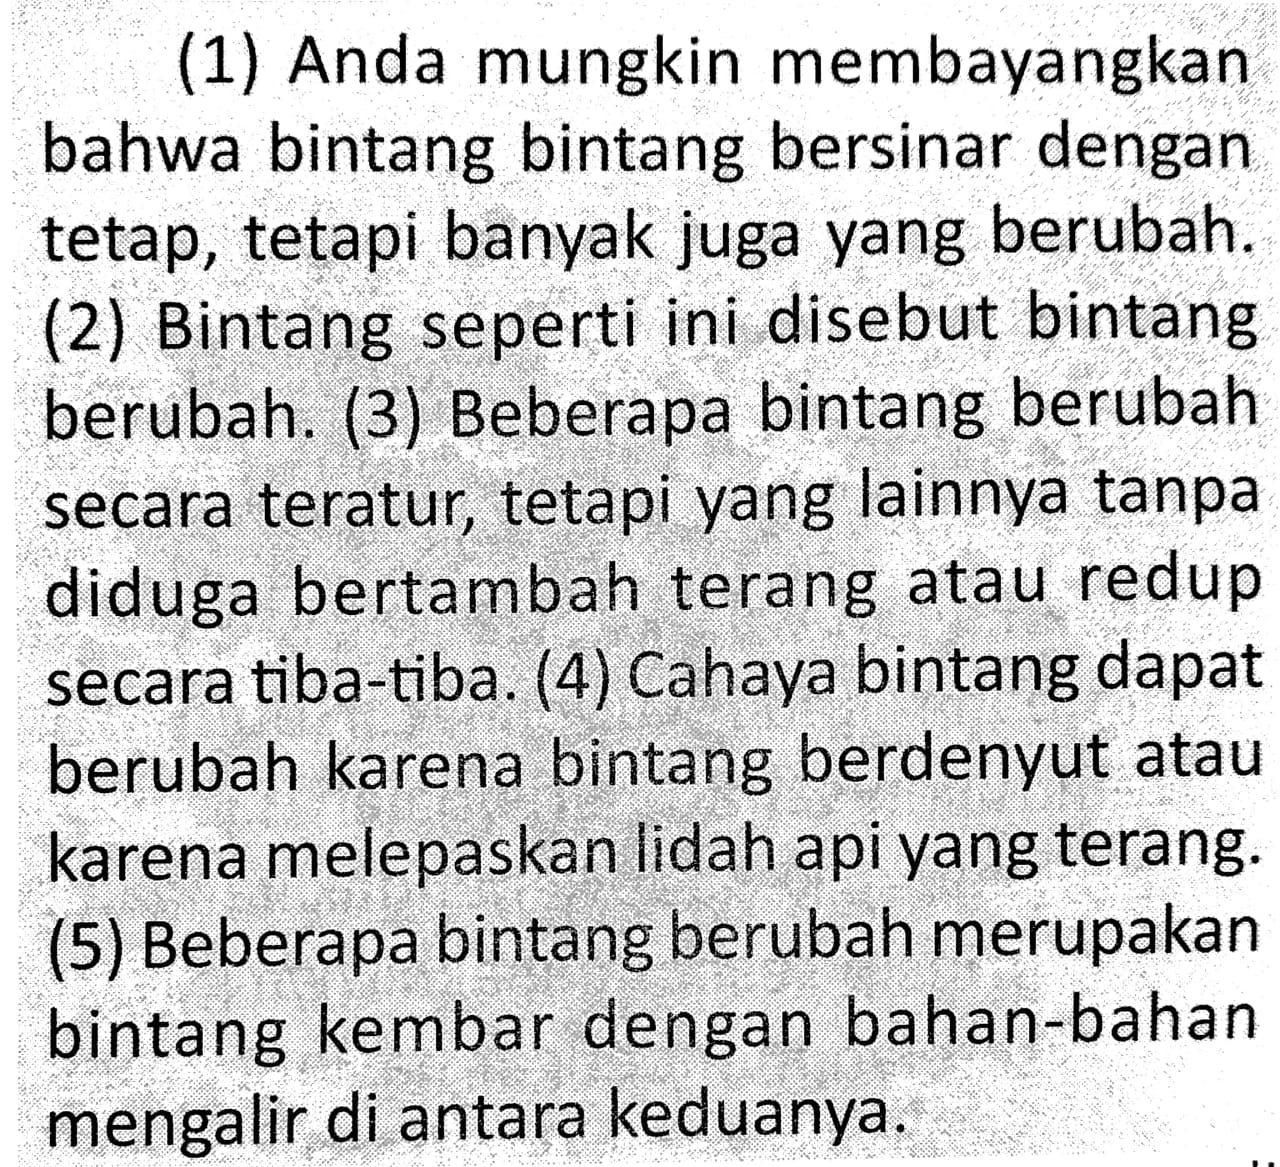 (1) Anda mungkin membayangkan
bahwa bintang bintang bersinar dengan
tetap, tetapi banyak juga yang berubah.
(2) Bintang seperti ini disebut bintang
berubah. (3) Beberapa bintang berubah
secara teratur, tetapi yang lainnya tanpa
diduga bertambah terang atau redup
secara tiba-tiba. (4) Cahaya bintang dapat
berubah karena bintang berdenyut atau
karena melepaskan lidah api yang terang.
(5) Beberapa bintang berubah merupakan
bintang kembar dengan bahan-bahan
mengalir di antara keduanya.